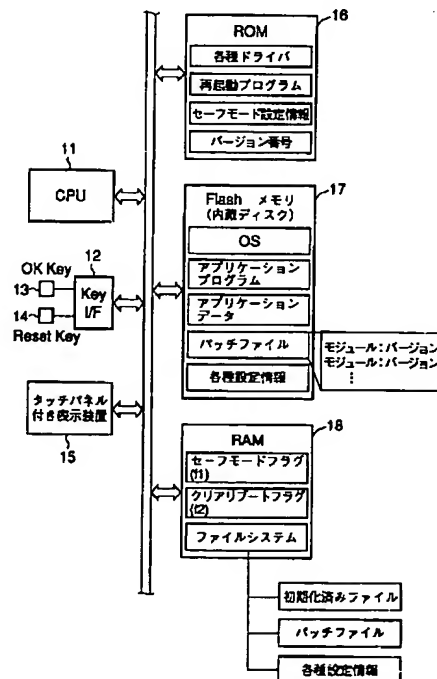 16
ROM
各種ドライバ
再起動プログラム
セーフモード設定情報
バージョン番号
11
CPU
17
Flash メモリ
(内蔵ディスク)
OS
アプリケーション
プログラム
アプリケーション
データ
パッチファイル
各種設定情報
モジュール:バージョン
モジュール:バージョン
⋮
12
OK Key
13
Key
I/F
14
Reset Key
タッチパネル
付き表示装置
15
18
RAM
セーフモードフラグ
(f1)
クリアリブートフラグ
(f2)
ファイルシステム
初期化済みファイル
パッチファイル
各種設定情報